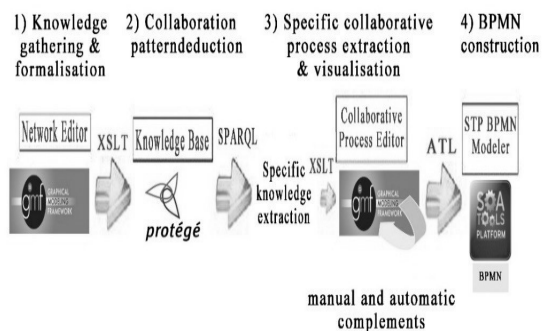 1) Knowledge
gathering &
formalisation
2) Collaboration
patterndeduction
3) Specific collaborative
process extraction
& visualisation
4) BPMN
construction
Network Editor
gmf GRAPHICAL
MODELING
FRAMEWORK
XSLT
Knowledge Base
protégé
SPARQL
Specific
knowledge
extraction
XSLT
Collaborative
Process Editor
gmf GRAPHICAL
MODELING
FRAMEWORK
manual and automatic
complements
ATL
STP BPMN
Modeler
SOA
TOOLS
PLATFORM
BPMN